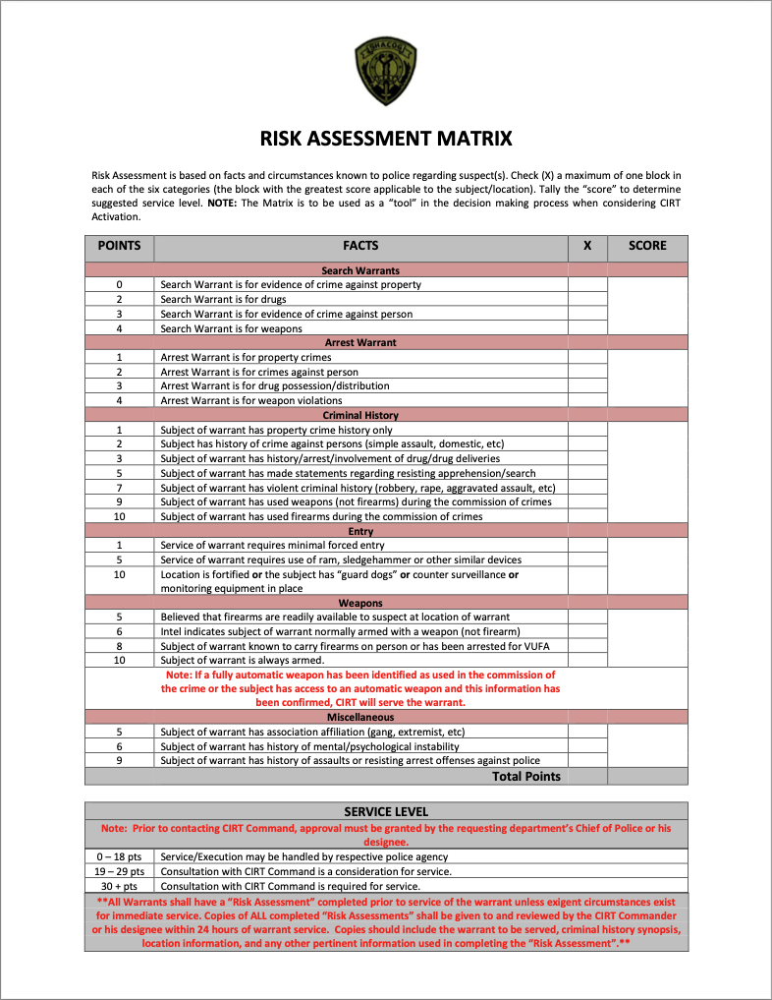 SHACOG
RISK ASSESSMENT MATRIX
Risk Assessment is based on facts and circumstances known to police regarding suspect(s). Check (X) a maximum of one block in
each of the six categories (the block with the greatest score applicable to the subject/location). Tally the “score” to determine
suggested service level. NOTE: The Matrix is to be used as a “tool” in the decision making process when considering CIRT
Activation.
POINTS FACTS X SCORE
Search Warrants
0 Search Warrant is for evidence of crime against property
2 Search Warrant is for drugs
3 Search Warrant is for evidence of crime against person
4 Search Warrant is for weapons
Arrest Warrant
1 Arrest Warrant is for property crimes
2 Arrest Warrant is for crimes against person
3 Arrest Warrant is for drug possession/distribution
4 Arrest Warrant is for weapon violations
Criminal History
1 Subject of warrant has property crime history only
2 Subject has history of crime against persons (simple assault, domestic, etc)
3 Subject of warrant has history/arrest/involvement of drug/drug deliveries
5 Subject of warrant has made statements regarding resisting apprehension/search
7 Subject of warrant has violent criminal history (robbery, rape, aggravated assault, etc)
9 Subject of warrant has used weapons (not firearms) during the commission of crimes
10 Subject of warrant has used firearms during the commission of crimes
Entry
1 Service of warrant requires minimal forced entry
5 Service of warrant requires use of ram, sledgehammer or other similar devices
10 Location is fortified or the subject has “guard dogs” or counter surveillance or
monitoring equipment in place
Weapons
5 Believed that firearms are readily available to suspect at location of warrant
6 Intel indicates subject of warrant normally armed with a weapon (not firearm)
8 Subject of warrant known to carry firearms on person or has been arrested for VUFA
10 Subject of warrant is always armed.
Note: If a fully automatic weapon has been identified as used in the commission of
the crime or the subject has access to an automatic weapon and this information has
been confirmed, CIRT will serve the warrant.
Miscellaneous
5 Subject of warrant has association affiliation (gang, extremist, etc)
6 Subject of warrant has history of mental/psychological instability
9 Subject of warrant has history of assaults or resisting arrest offenses against police
Total Points
SERVICE LEVEL
Note: Prior to contacting CIRT Command, approval must be granted by the requesting department’s Chief of Police or his
designee.
0 – 18 pts Service/Execution may be handled by respective police agency
19 – 29 pts Consultation with CIRT Command is a consideration for service.
30 + pts Consultation with CIRT Command is required for service.
**All Warrants shall have a “Risk Assessment” completed prior to service of the warrant unless exigent circumstances exist
for immediate service. Copies of ALL completed “Risk Assessments” shall be given to and reviewed by the CIRT Commander
or his designee within 24 hours of warrant service. Copies should include the warrant to be served, criminal history synopsis,
location information, and any other pertinent information used in completing the “Risk Assessment”.**